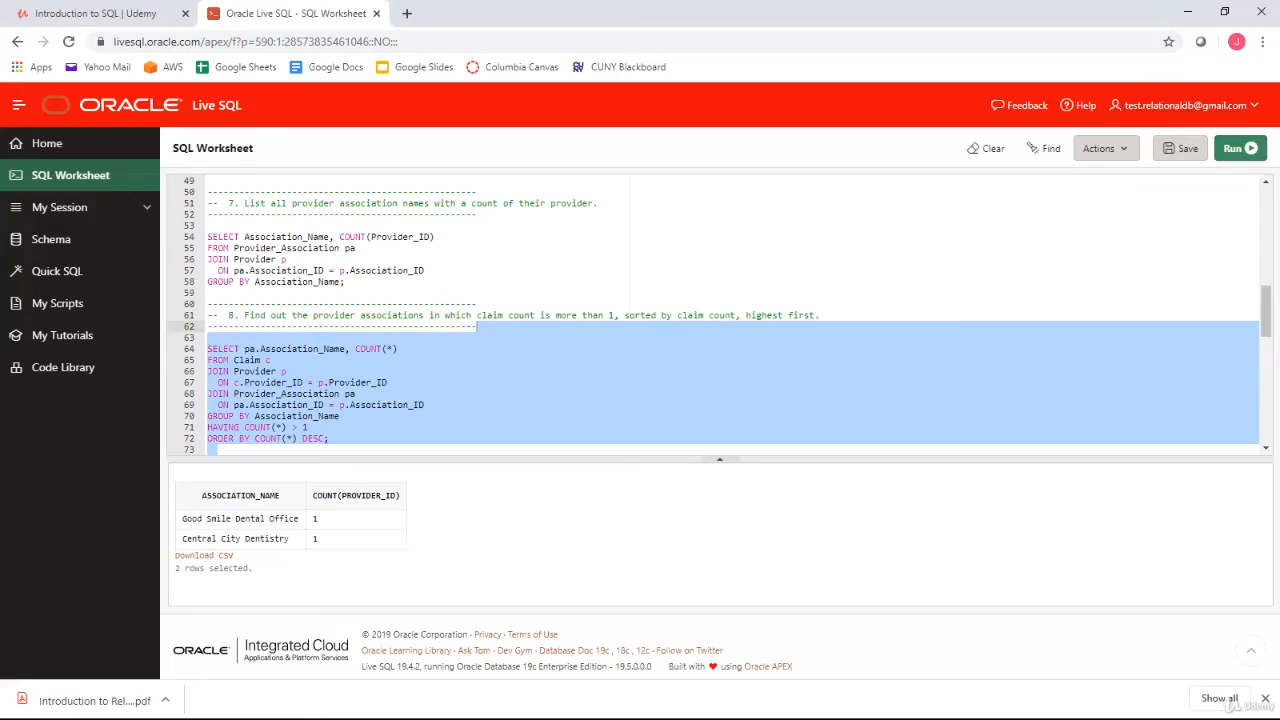 Introduction to SQL | Udemy
Oracle Live SQL - SQL Worksheet
livesql.oracle.com/apex/f?p=590:1:28573835461046::NO:::
J
Apps
Yahoo Mail
AWS
Google Sheets
Google Docs
Google Slides
Columbia Canvas
CUNY Blackboard
ORACLE Live SQL
Feedback
Help
test.relationaldb@gmail.com
Home
SQL Worksheet
My Session
Schema
Quick SQL
My Scripts
My Tutorials
Code Library
SQL Worksheet
Clear
Find
Actions
Save
Run
49
50 ---------------------------------------------------
51 -- 7. List all provider association names with a count of their provider.
52 ---------------------------------------------------
53
54 SELECT Association_Name, COUNT(Provider_ID)
55 FROM Provider_Association pa
56 JOIN Provider p
57 ON pa.Association_ID = p.Association_ID
58 GROUP BY Association_Name;
59
60 ---------------------------------------------------
61 -- 8. Find out the provider associations in which claim count is more than 1, sorted by claim count, highest first.
62 ---------------------------------------------------
63
64 SELECT pa.Association_Name, COUNT(*)
65 FROM Claim c
66 JOIN Provider p
67 ON c.Provider_ID = p.Provider_ID
68 JOIN Provider_Association pa
69 ON pa.Association_ID = p.Association_ID
70 GROUP BY Association_Name
71 HAVING COUNT(*) > 1
72 ORDER BY COUNT(*) DESC;
73
ASSOCIATION_NAME COUNT(PROVIDER_ID)
Good Smile Dental Office 1
Central City Dentistry 1
Download CSV
2 rows selected.
ORACLE
Integrated Cloud
Applications & Platform Services
© 2019 Oracle Corporation · Privacy · Terms of Use
Oracle Learning Library · Ask Tom · Dev Gym · Database Doc 19c , 18c , 12c · Follow on Twitter
Live SQL 19.4.2, running Oracle Database 19c Enterprise Edition - 19.5.0.0.0 Built with ❤ using Oracle APEX
Introduction to Rel....pdf
Show all
Udemy